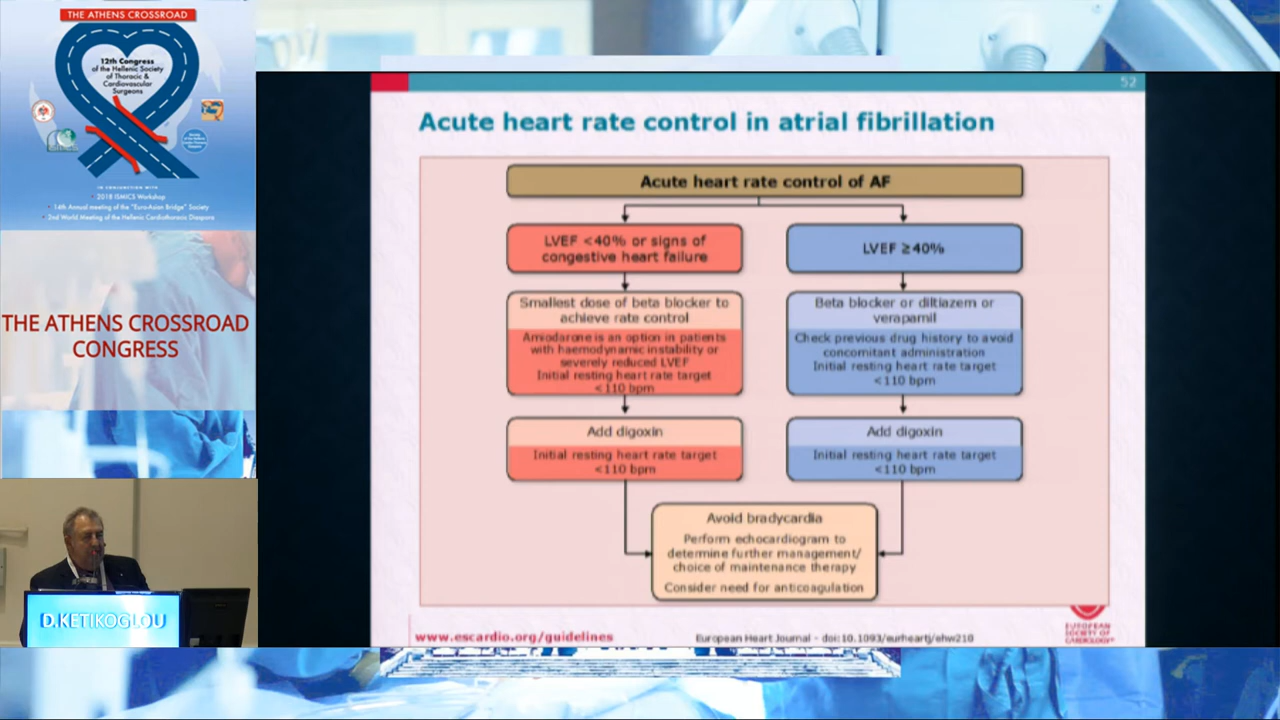 THE ATHENS CROSSROAD
12th Congress
of the Hellenic Society
of Thoracic &
Cardiovascular
Surgeons
IN CONJUNCTION WITH
• 2018 ISMICS Workshop
• 14th Annual meeting of the "Euro-Asian Bridge" Society
• 2nd World Meeting of the Hellenic Cardiothoracic Diaspora
THE ATHENS CROSSROAD
CONGRESS
D.KETIKOGLOU
52
Acute heart rate control in atrial fibrillation
Acute heart rate control of AF
LVEF <40% or signs of
congestive heart failure
Smallest dose of beta blocker to
achieve rate control
Amiodarone is an option in patients
with haemodynamic instability or
severely reduced LVEF
Initial resting heart rate target
<110 bpm
Add digoxin
Initial resting heart rate target
<110 bpm
LVEF ≥40%
Beta blocker or diltiazem or
verapamil
Check previous drug history to avoid
concomitant administration
Initial resting heart rate target
<110 bpm
Add digoxin
Initial resting heart rate target
<110 bpm
Avoid bradycardia
Perform echocardiogram to
determine further management/
choice of maintenance therapy
Consider need for anticoagulation
www.escardio.org/guidelines
European Heart Journal - doi:10.1093/eurheartj/ehw210
EUROPEAN
SOCIETY OF
CARDIOLOGY